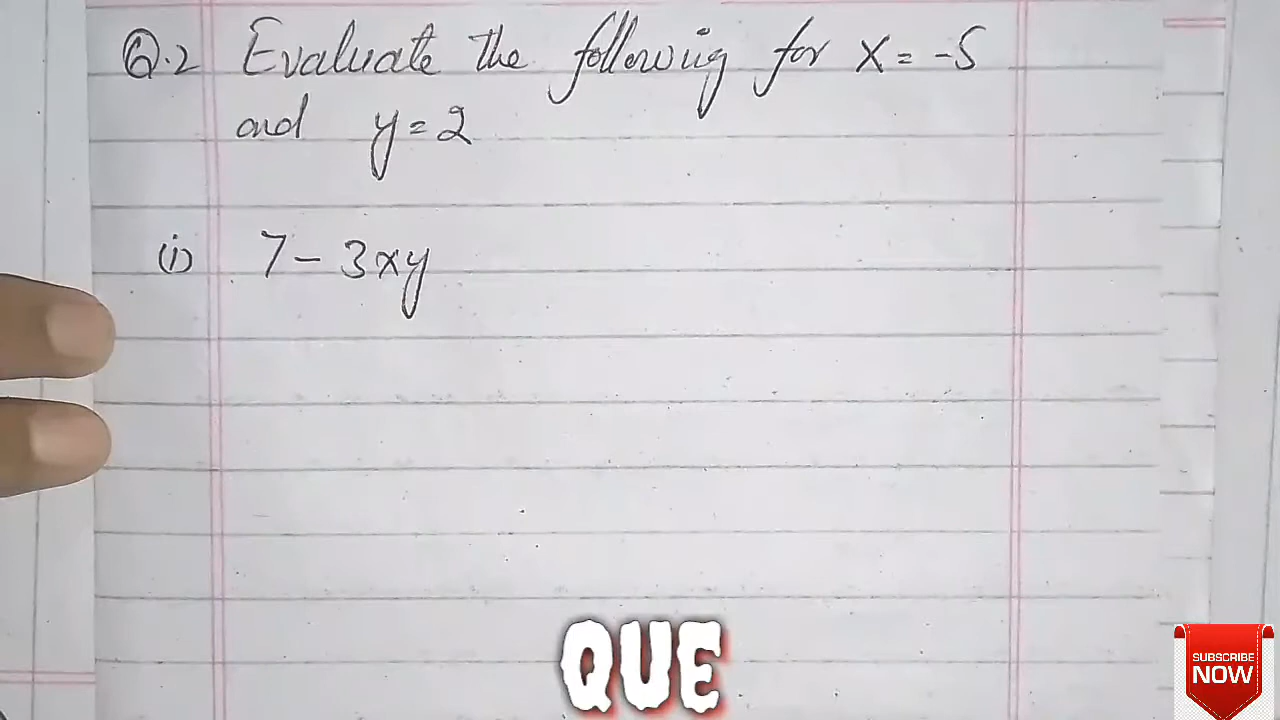 Q.2 Evaluate the following for x = -5
and y = 2
(i) 7 - 3xy
QUE
SUBSCRIBE
NOW